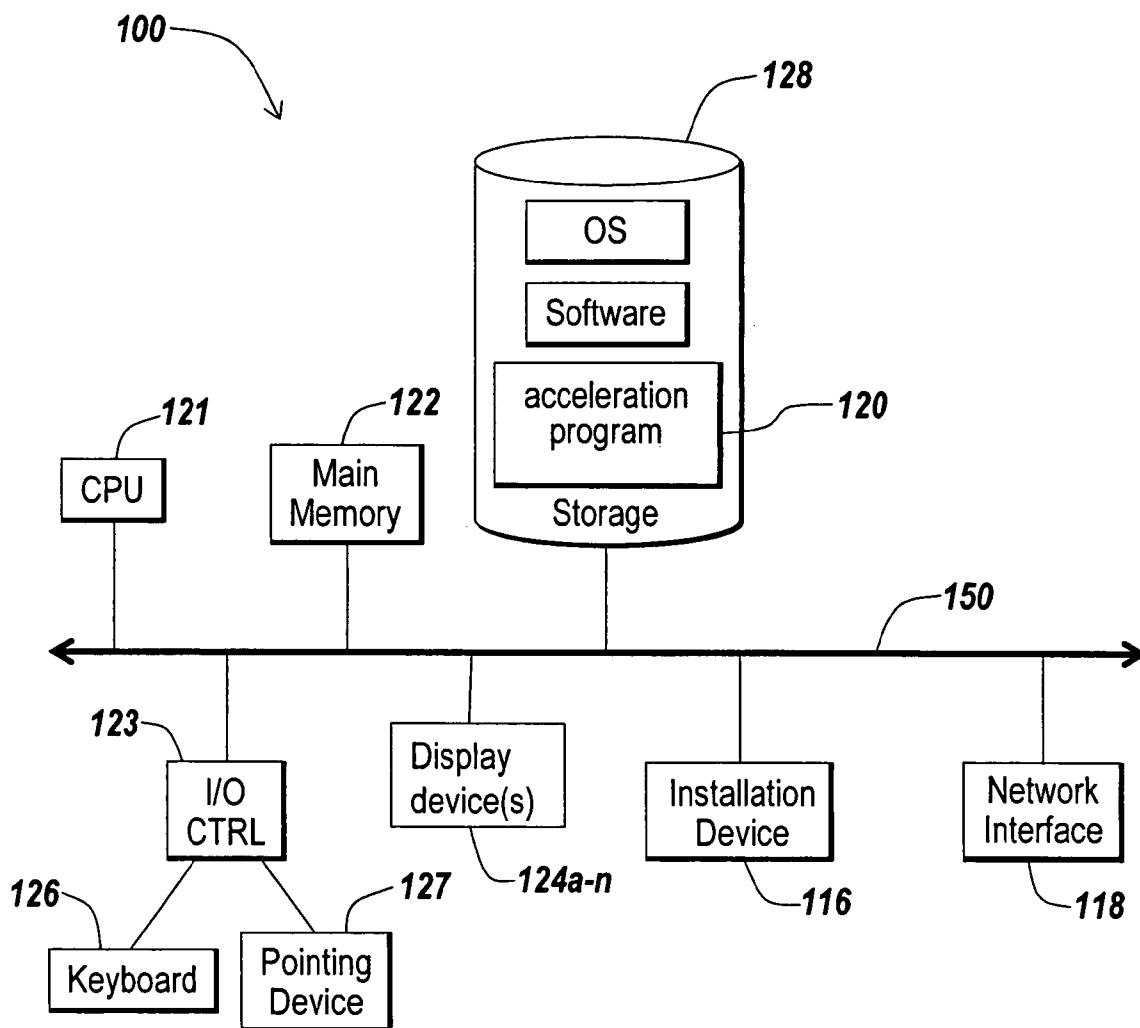 100
128
OS
Software
acceleration
program
120
Storage
121
CPU
122
Main
Memory
150
123
I/O
CTRL
Display
device(s)
124a-n
Installation
Device
116
Network
Interface
118
126
Keyboard
127
Pointing
Device